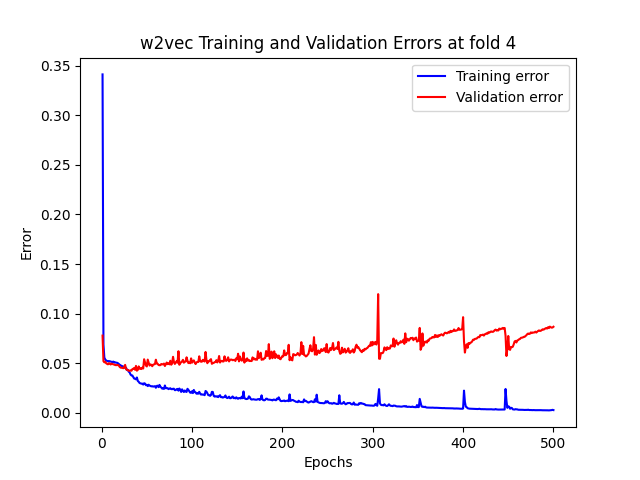 w2vec Training and Validation Errors at fold 4
Training error
Validation error
Error
0.35
0.30
0.25
0.20
0.15
0.10
0.05
0.00
0 100 200 300 400 500
Epochs